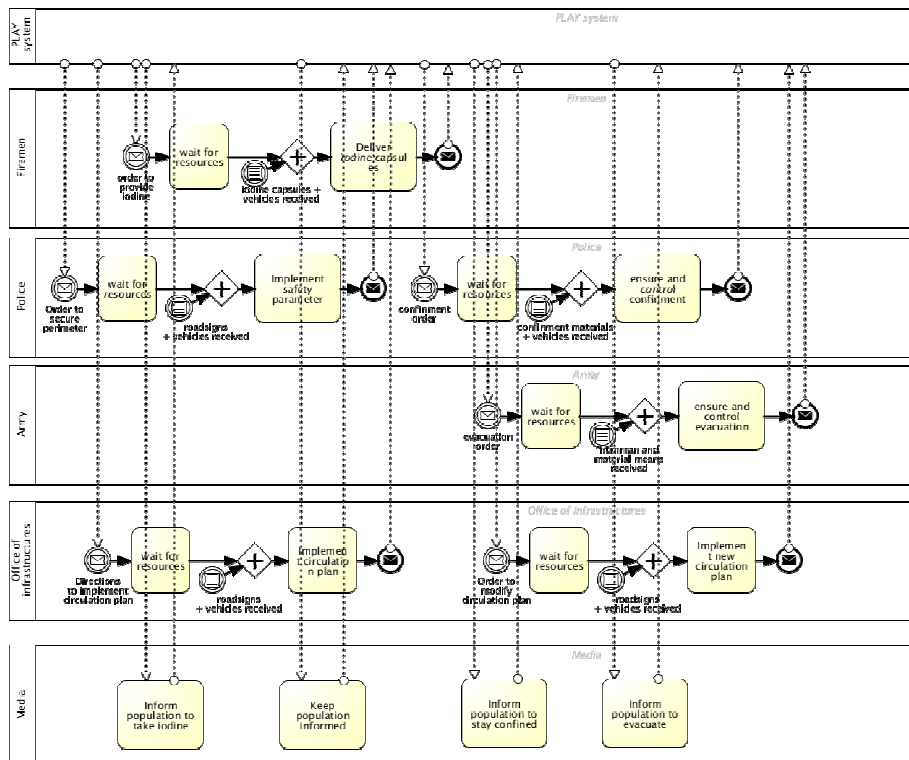 PLAY
system
PLAY system
Firemen
Firemen
wait for
resources
Deliver
iodine capsul
es
order to
provide
iodine
iodine capsules +
vehicles received
Police
Police
wait for
resources
Implement
safety
parameter
wait for
resources
ensure and
control
confinment
Order to
secure
perimeter
roadsigns
+ vehicles received
confinment
order
confinment materials
+ vehicles received
Army
Army
wait for
resources
ensure and
control
evacuation
evacuation
order
material means
received
Office of
infrastructures
Office of infrastructures
wait for
resources
Implemen
t circulatio
n plan
wait for
resources
Implemen
t new
circulation
plan
Directions
to implement
circulation plan
roadsigns
+ vehicles received
Order to
modify
circulation plan
roadsigns
+ vehicles received
Media
Media
Inform
population to
take iodine
Keep
population
informed
Inform
population to
stay confined
Inform
population to
evacuate